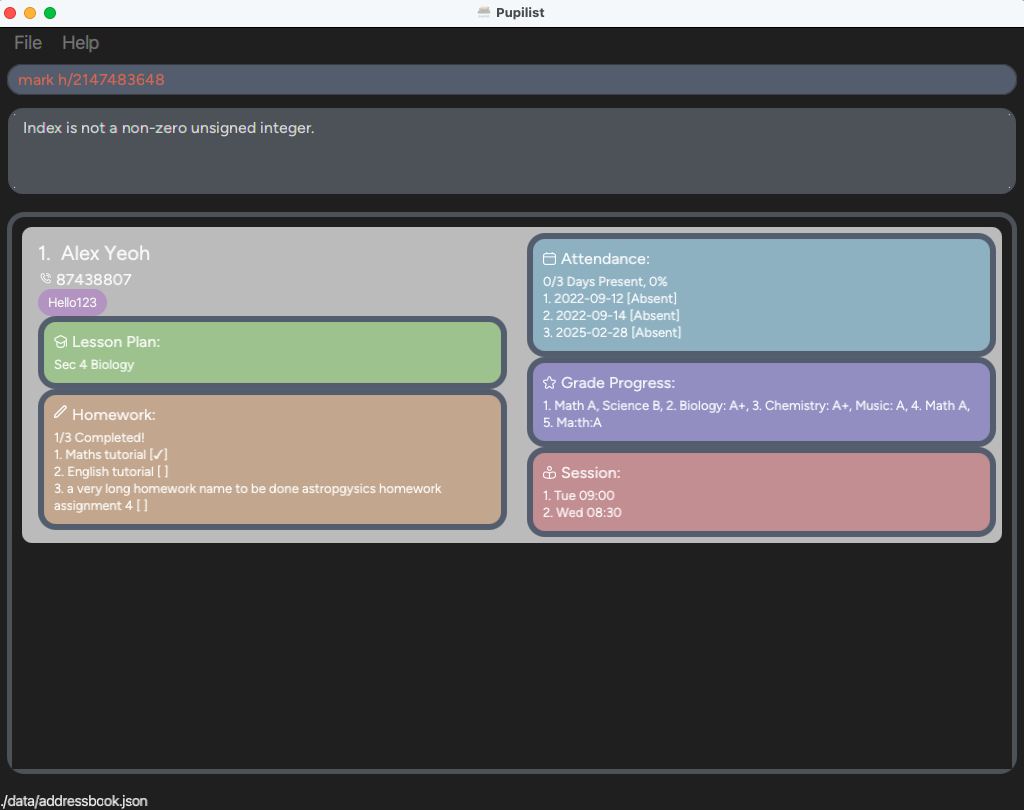 Pupilist
File Help
mark h/2147483648
Index is not a non-zero unsigned integer.
1. Alex Yeoh
87438807
Hello123
Lesson Plan:
Sec 4 Biology
Homework:
1/3 Completed!
1. Maths tutorial [✓]
2. English tutorial [ ]
3. a very long homework name to be done astropgysics homework
assignment 4 [ ]
Attendance:
0/3 Days Present, 0%
1. 2022-09-12 [Absent]
2. 2022-09-14 [Absent]
3. 2025-02-28 [Absent]
Grade Progress:
1. Math A, Science B, 2. Biology: A+, 3. Chemistry: A+, Music: A, 4. Math A,
5. Ma:th:A
Session:
1. Tue 09:00
2. Wed 08:30
./data/addressbook.json